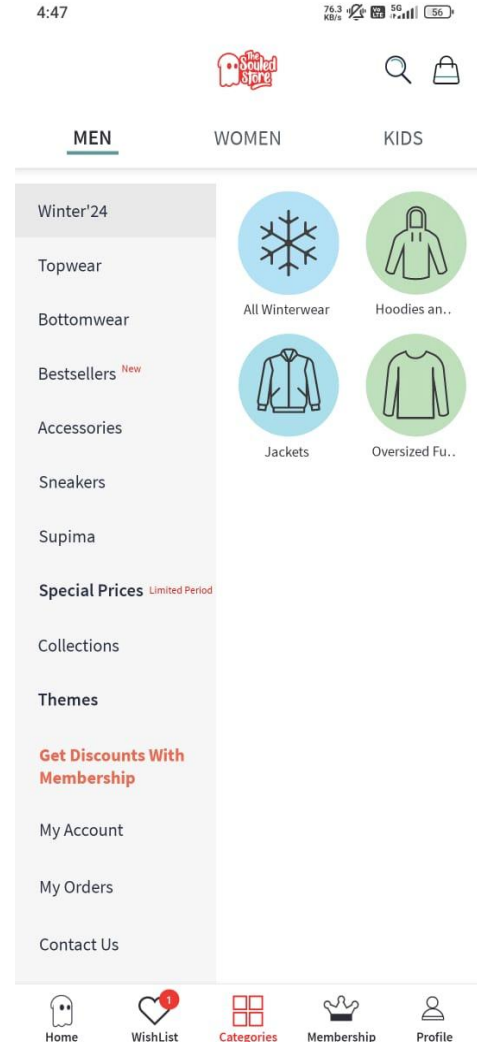 4:47
76.3
KB/s
Vo
LTE
5G
56
The
Souled
Store
MEN
WOMEN
KIDS
Winter'24
Topwear
Bottomwear
Bestsellers New
Accessories
Sneakers
Supima
Special Prices Limited Period
Collections
Themes
Get Discounts With
Membership
My Account
My Orders
Contact Us
All Winterwear
Hoodies an..
Jackets
Oversized Fu..
1
Home
WishList
Categories
Membership
Profile